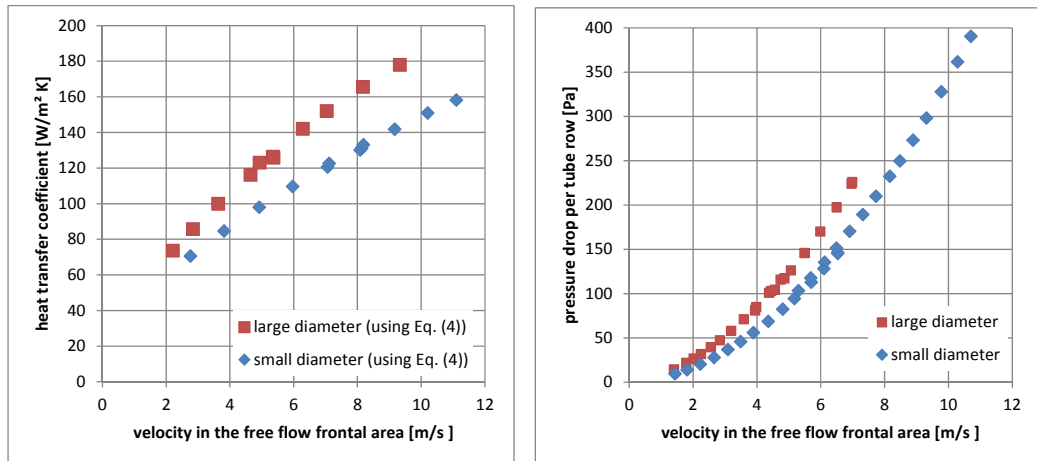 200
180
160
140
120
100
80
60
40
20
0
heat transfer coefficient [W/m² K]
large diameter (using Eq. (4))
small diameter (using Eq. (4))
0 2 4 6 8 10 12
velocity in the free flow frontal area [m/s ]
400
350
300
250
200
150
100
50
0
pressure drop per tube row [Pa]
large diameter
small diameter
0 2 4 6 8 10 12
velocity in the free flow frontal area [m/s ]